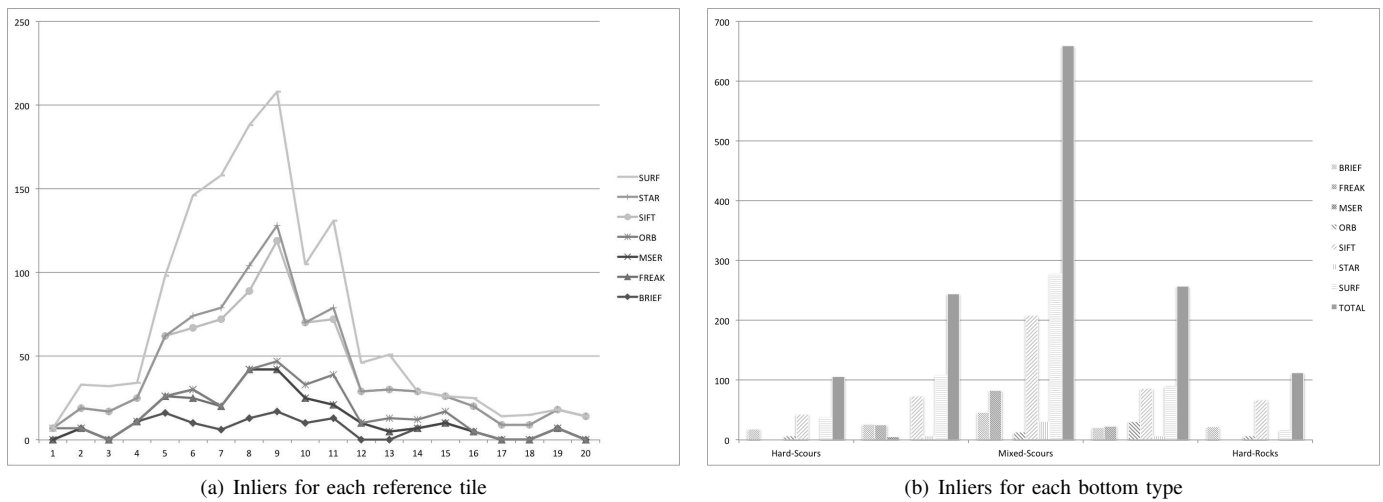 250
200
150
100
50
0
1 2 3 4 5 6 7 8 9 10 11 12 13 14 15 16 17 18 19 20
SURF
STAR
SIFT
ORB
MSER
FREAK
BRIEF
(a) Inliers for each reference tile
700
600
500
400
300
200
100
0
Hard-Scours Mixed-Scours Hard-Rocks
BRIEF
FREAK
MSER
ORB
SIFT
STAR
SURF
TOTAL
(b) Inliers for each bottom type